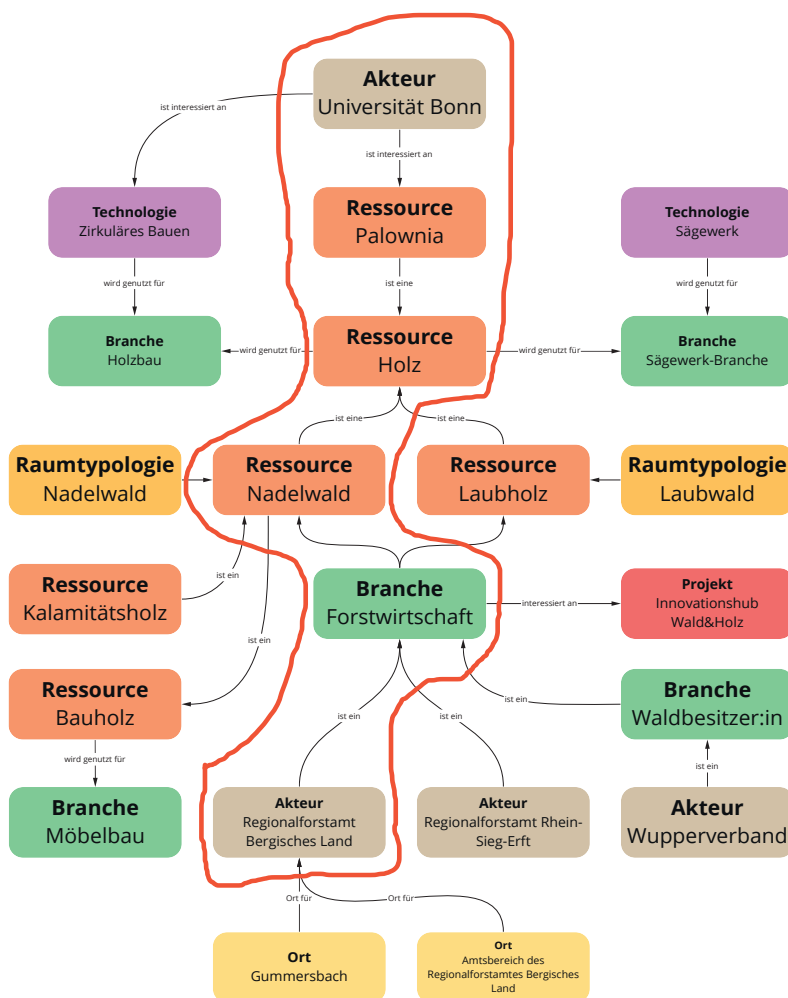 Akteur
Universität Bonn
ist interessiert an
ist interessiert an
Technologie
Zirkuläres Bauen
Ressource
Palownia
Technologie
Sägewerk
wird genutzt für
ist eine
wird genutzt für
Branche
Holzbau
wird genutzt für
Ressource
Holz
wird genutzt für
Branche
Sägewerk-Branche
ist eine
ist eine
Raumtypologie
Nadelwald
Ressource
Nadelwald
Ressource
Laubholz
Raumtypologie
Laubwald
Ressource
Kalamitätsholz
ist ein
Branche
Forstwirtschaft
interessiert an
Projekt
Innovationshub
Wald&Holz
ist ein
Ressource
Bauholz
Branche
Waldbesitzer:in
ist ein
ist ein
ist ein
wird genutzt für
ist ein
Branche
Möbelbau
Akteur
Regionalforstamt
Bergisches Land
Akteur
Regionalforstamt Rhein-
Sieg-Erft
Akteur
Wupperverband
Ort für
Ort für
Ort
Gummersbach
Ort
Amtsbereich des
Regionalforstamtes Bergisches
Land